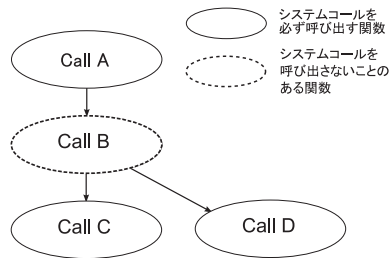 システムコールを
必ず呼び出す関数
Call A
システムコールを
呼び出さないことの
ある関数
Call B
Call C
Call D